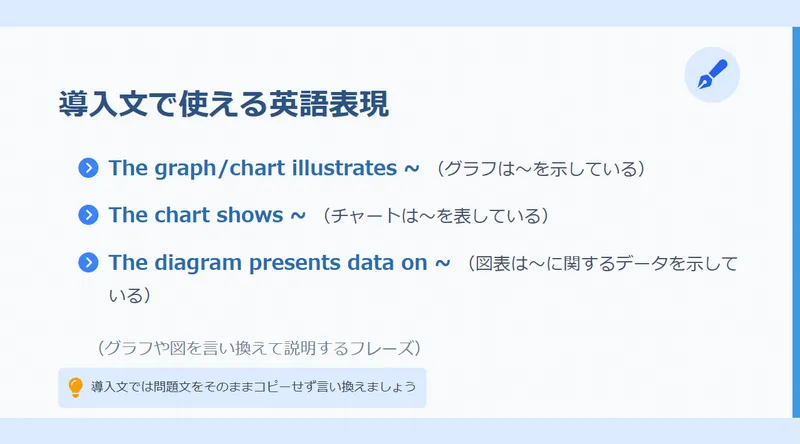 導入文で使える英語表現
The graph/chart illustrates ~ （グラフは～を示している）
The chart shows ~ （チャートは～を表している）
The diagram presents data on ~ （図表は～に関するデータを示して
いる）
（グラフや図を言い換えて説明するフレーズ）
導入文では問題文をそのままコピーせず言い換えましょう